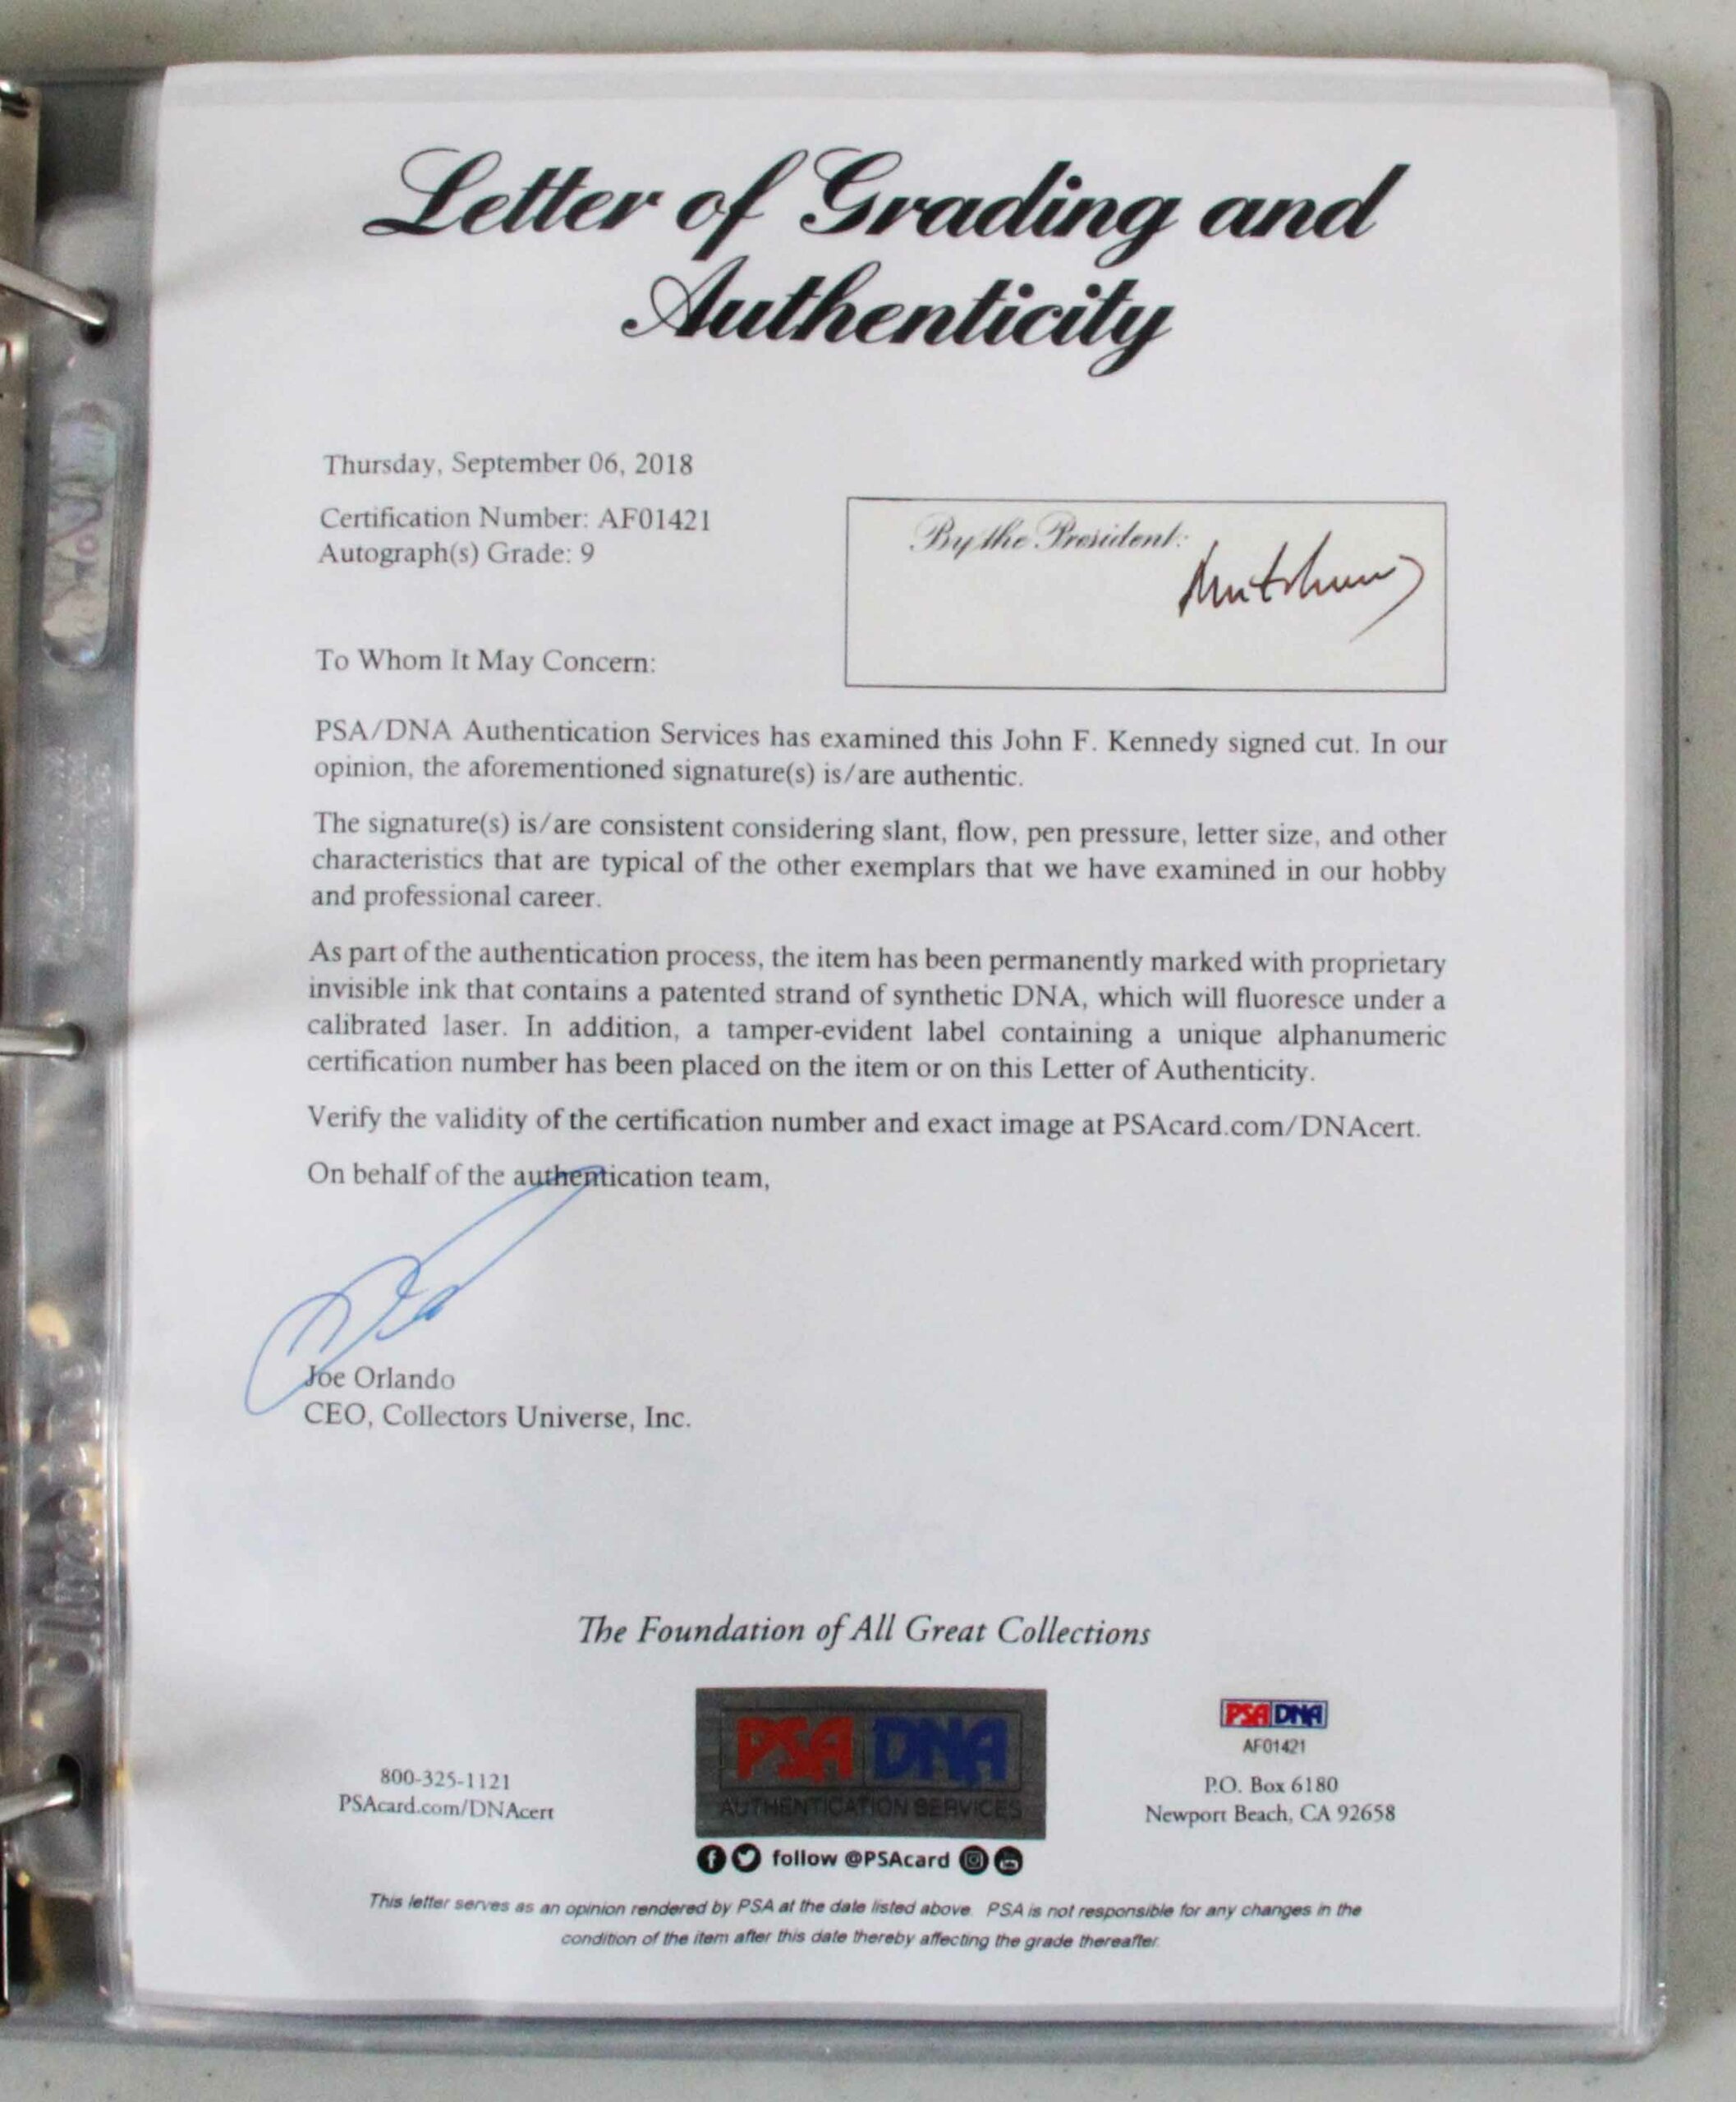 Letter of Grading and
Authenticity
Thursday, September 06, 2018
Certification Number: AF01421
Autograph(s) Grade: 9
By the President:
To Whom It May Concern:
PSA/DNA Authentication Services has examined this John F. Kennedy signed cut. In our
opinion, the aforementioned signature(s) is/are authentic.
The signature(s) is/are consistent considering slant, flow, pen pressure, letter size, and other
characteristics that are typical of the other exemplars that we have examined in our hobby
and professional career.
As part of the authentication process, the item has been permanently marked with proprietary
invisible ink that contains a patented strand of synthetic DNA, which will fluoresce under a
calibrated laser. In addition, a tamper-evident label containing a unique alphanumeric
certification number has been placed on the item or on this Letter of Authenticity.
Verify the validity of the certification number and exact image at PSAcard.com/DNAcert.
On behalf of the authentication team,
Joe Orlando
CEO, Collectors Universe, Inc.
The Foundation of All Great Collections
800-325-1121
PSAcard.com/DNAcert
PSA DNA
AUTHENTICATION SERVICES
follow @PSAcard
PSA DNA
AF01421
P.O. Box 6180
Newport Beach, CA 92658
This letter serves as an opinion rendered by PSA at the date listed above. PSA is not responsible for any changes in the
condition of the item after this date thereby affecting the grade thereafter.